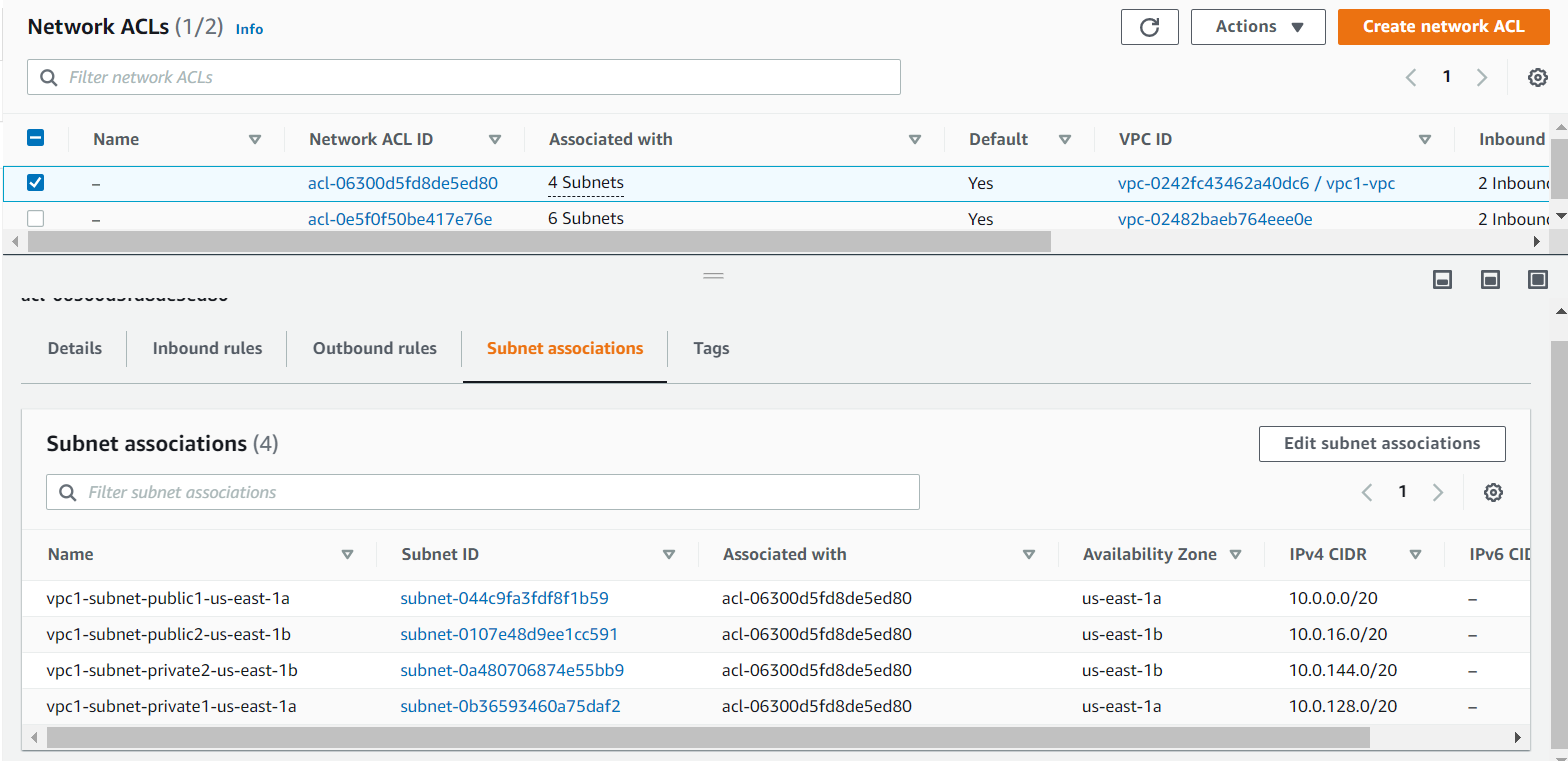 Network ACLs (1/2) Info
Actions
Create network ACL
Filter network ACLs
1
Name Network ACL ID Associated with Default VPC ID Inbound
– acl-06300d5fd8de5ed80 4 Subnets Yes vpc-0242fc43462a40dc6 / vpc1-vpc 2 Inboun
– acl-0e5f0f50be417e76e 6 Subnets Yes vpc-02482baeb764eee0e 2 Inboun
acl-06300d5fd8de5ed80
Details Inbound rules Outbound rules Subnet associations Tags
Subnet associations (4)
Edit subnet associations
Filter subnet associations
1
Name Subnet ID Associated with Availability Zone IPv4 CIDR IPv6 CID
vpc1-subnet-public1-us-east-1a subnet-044c9fa3fdf8f1b59 acl-06300d5fd8de5ed80 us-east-1a 10.0.0.0/20 –
vpc1-subnet-public2-us-east-1b subnet-0107e48d9ee1cc591 acl-06300d5fd8de5ed80 us-east-1b 10.0.16.0/20 –
vpc1-subnet-private2-us-east-1b subnet-0a480706874e55bb9 acl-06300d5fd8de5ed80 us-east-1b 10.0.144.0/20 –
vpc1-subnet-private1-us-east-1a subnet-0b36593460a75daf2 acl-06300d5fd8de5ed80 us-east-1a 10.0.128.0/20 –